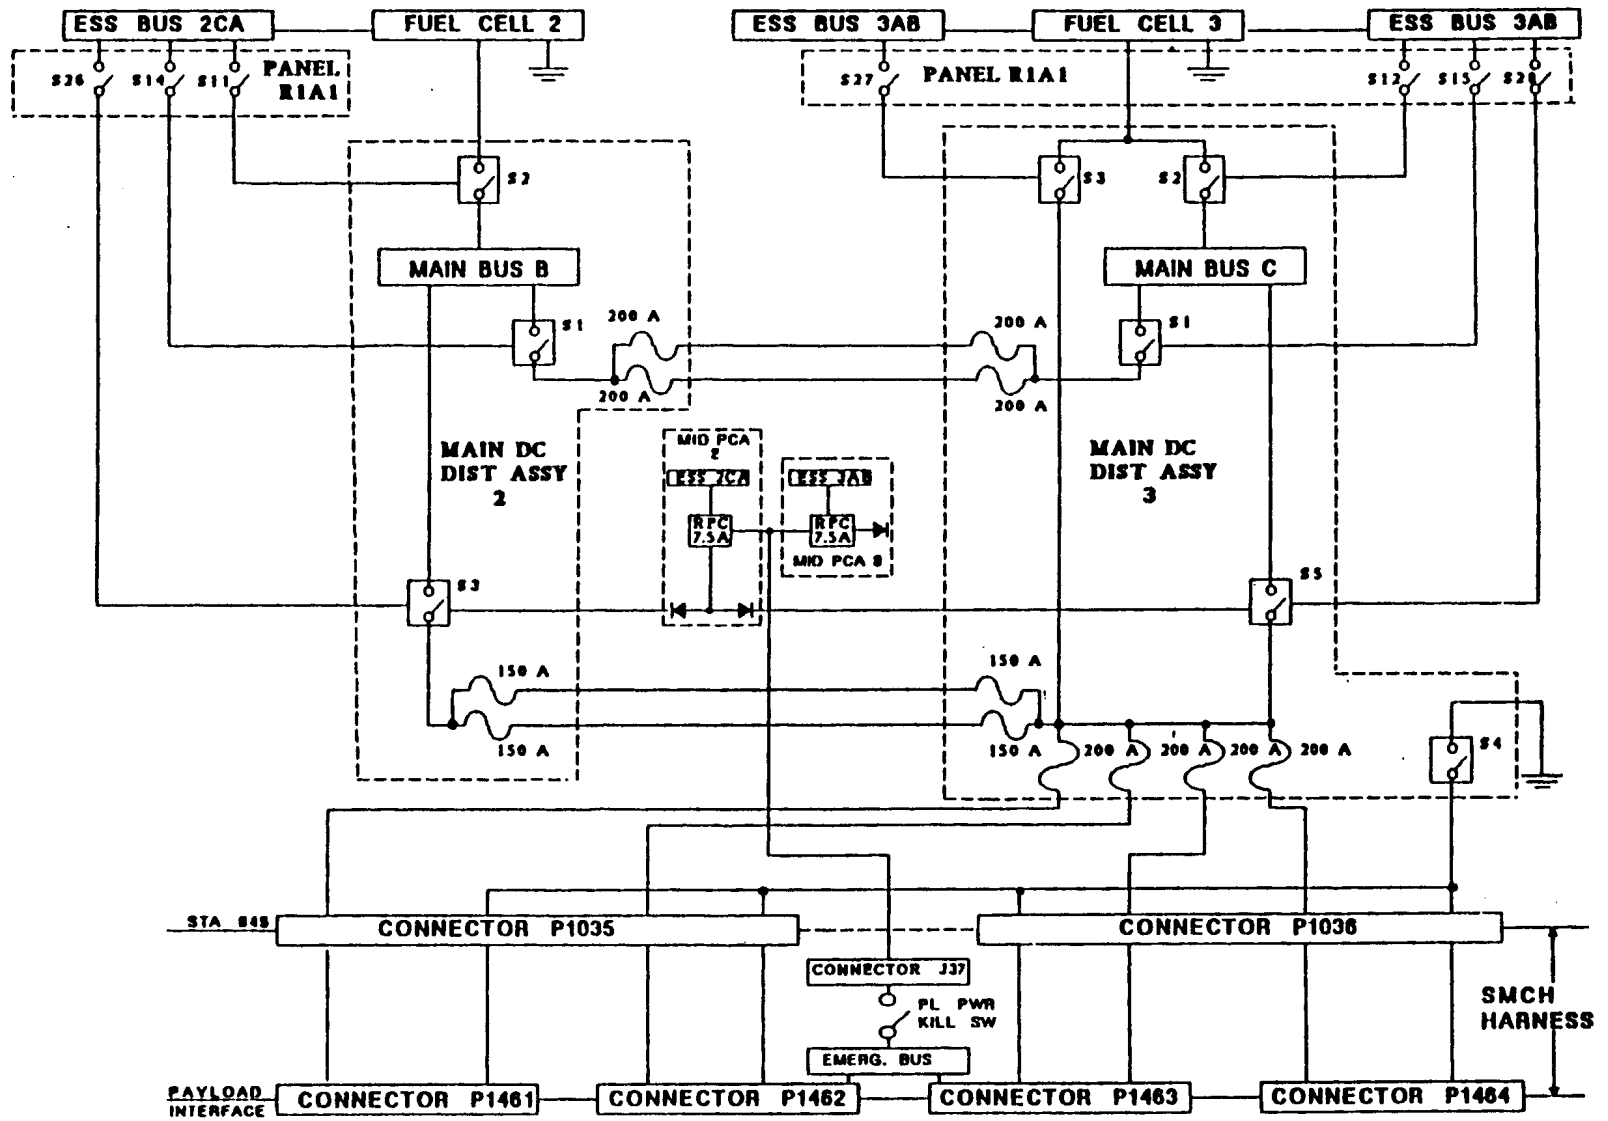 ESS BUS 2CA
FUEL CELL 2
ESS BUS 3AB
FUEL CELL 3
ESS BUS 3AB
S26
S14
S11
PANEL
R1A1
S27
PANEL R1A1
S12
S15
S28
S2
S3
S2
MAIN BUS B
MAIN BUS C
S1
200 A
200 A
S1
200 A
200 A
MAIN DC
DIST ASSY
2
MID PCA
2
ESS 2CA
RPC
7.5A
ESS 3AB
RPC
7.5A
MID PCA 3
MAIN DC
DIST ASSY
3
S3
S5
150 A
150 A
150 A
150 A
200 A
200 A
200 A
200 A
S4
STA 845
CONNECTOR P1035
CONNECTOR P1036
CONNECTOR J37
PL PWR
KILL SW
EMERG. BUS
SMCH
HARNESS
PAYLOAD
INTERFACE
CONNECTOR P1461
CONNECTOR P1462
CONNECTOR P1463
CONNECTOR P1464